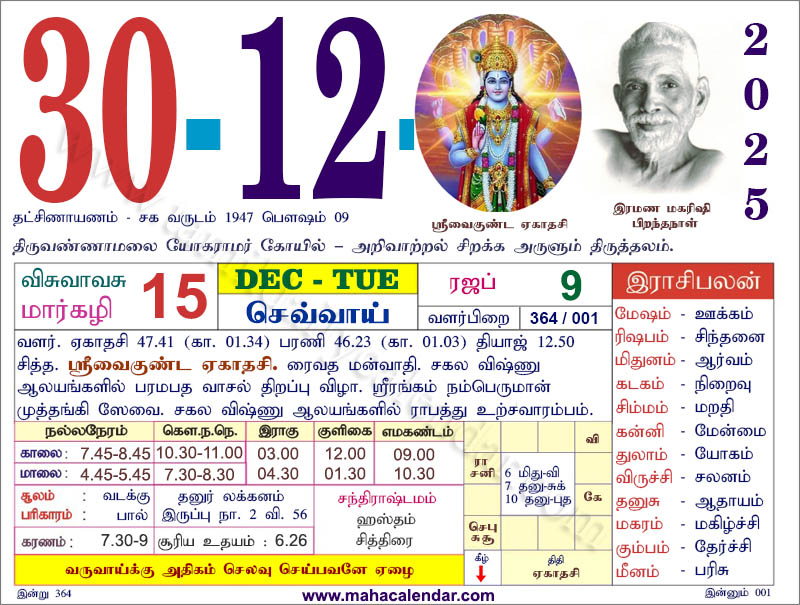 30-12-
2025
தட்சிணாயணம் - சக வருடம் 1947 பௌஷம் 09
ஸ்ரீவைகுண்ட ஏகாதசி
இரமண மகரிஷி
பிறந்தநாள்
திருவண்ணாமலை யோகராமர் கோயில் – அறிவாற்றல் சிறக்க அருளும் திருத்தலம்.
விசுவாவசு
மார்கழி
15
DEC - TUE
செவ்வாய்
ரஜப் 9
வளர்பிறை 364 / 001
வளர். ஏகாதசி 47.41 (கா. 01.34) பரணி 46.23 (கா. 01.03) தியாஜ் 12.50
சித்த. ஸ்ரீவைகுண்ட ஏகாதசி. ரைவத மன்வாதி. சகல விஷ்ணு
ஆலயங்களில் பரமபத வாசல் திறப்பு விழா. ஸ்ரீரங்கம் நம்பெருமான்
முத்தங்கி ஸேவை. சகல விஷ்ணு ஆலயங்களில் ராபத்து உற்சவாரம்பம்.
நல்லநேரம் கௌ.ந.நெ. இராகு குளிகை எமகண்டம்
காலை: 7.45-8.45 10.30-11.00 03.00 12.00 09.00
மாலை: 4.45-5.45 7.30-8.30 04.30 01.30 10.30
சூலம் : வடக்கு
பரிகாரம் : பால்
தனுர் லக்கனம்
இருப்பு நா. 2 வி. 56
சந்திராஷ்டமம்
ஹஸ்தம்
சித்திரை
கரணம்: 7.30-9 சூரிய உதயம் : 6.26
வி
ரா
சனி
6 மிது-வி
7 தனு-சுக்
10 தனு-புத
கே
செபு
சுசூ
கீழ்
திதி
ஏகாதசி
வருவாய்க்கு அதிகம் செலவு செய்பவனே ஏழை
இராசிபலன்
மேஷம் - ஊக்கம்
ரிஷபம் - சிந்தனை
மிதுனம் - ஆர்வம்
கடகம் - நிறைவு
சிம்மம் - மறதி
கன்னி - மேன்மை
துலாம் - யோகம்
விருச்சி - சலனம்
தனுசு - ஆதாயம்
மகரம் - மகிழ்ச்சி
கும்பம் - தேர்ச்சி
மீனம் - பரிசு
இன்று 364
www.mahacalendar.com
இன்னும் 001